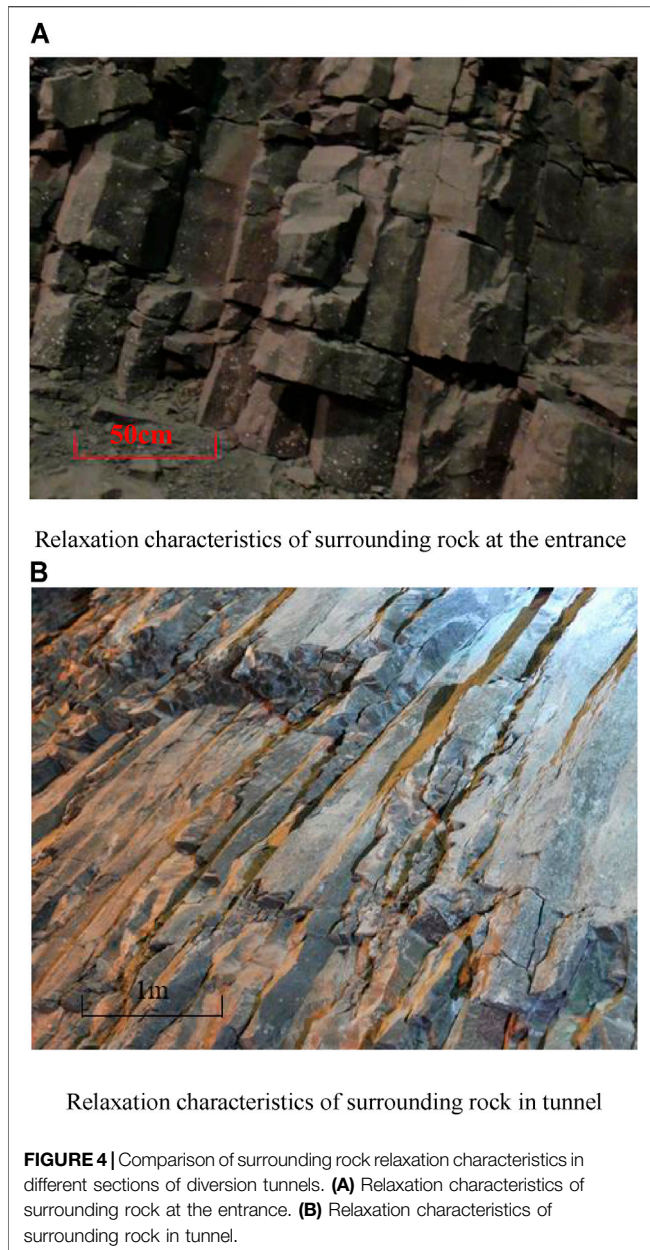 A
50cm
Relaxation characteristics of surrounding rock at the entrance
B
1m
Relaxation characteristics of surrounding rock in tunnel
FIGURE 4 | Comparison of surrounding rock relaxation characteristics in
different sections of diversion tunnels. (A) Relaxation characteristics of
surrounding rock at the entrance. (B) Relaxation characteristics of
surrounding rock in tunnel.